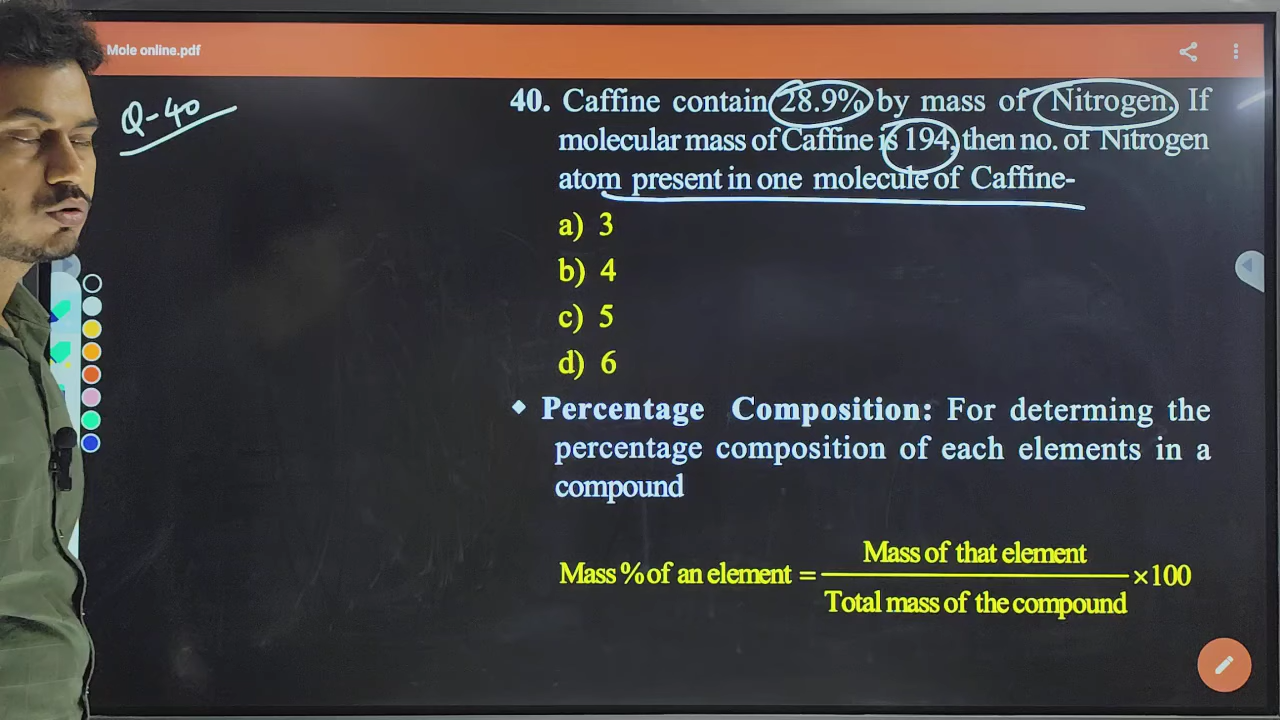 Mole online.pdf
Q-40
40. Caffine contain 28.9% by mass of Nitrogen. If
molecular mass of Caffine is 194, then no. of Nitrogen
atom present in one molecule of Caffine-
a) 3
b) 4
c) 5
d) 6
◆ Percentage Composition: For determing the
percentage composition of each elements in a
compound
Mass % of an element = Mass of that element / Total mass of the compound ×100